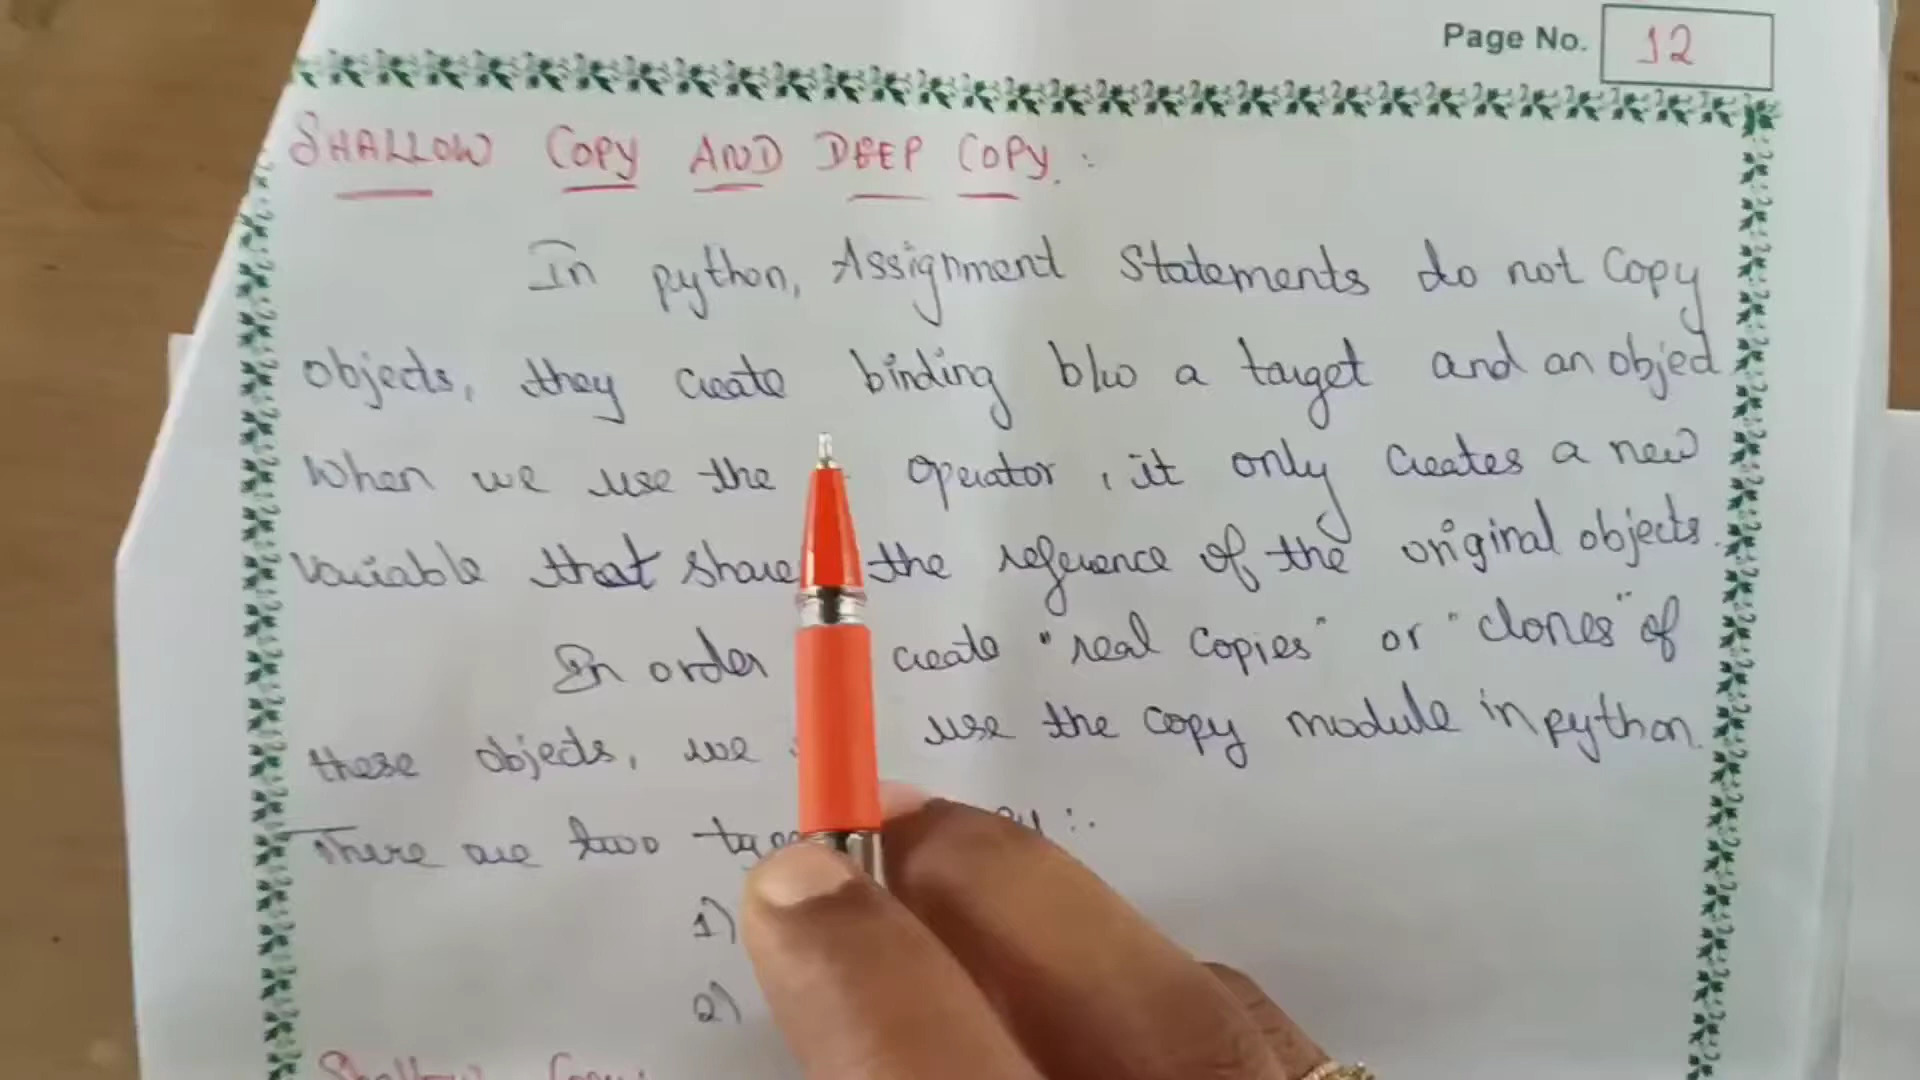 Page No. 12
SHALLOW COPY AND DEEP COPY :
In python, Assignment Statements do not Copy
objects, they create binding b/w a target and an object
When we use the operator, it only creates a new
variable that share the reference of the original objects.
In order create "real copies" or "clones" of
these objects, we use the copy module in python.
There are two
1)
2)
Shallow Copy: